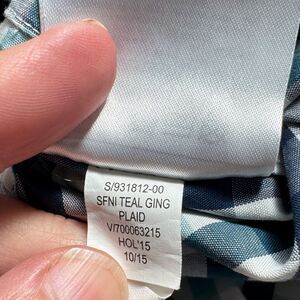 S/931812-00
SFNI TEAL GING
PLAID
V/700063215
HOL'15
10/15